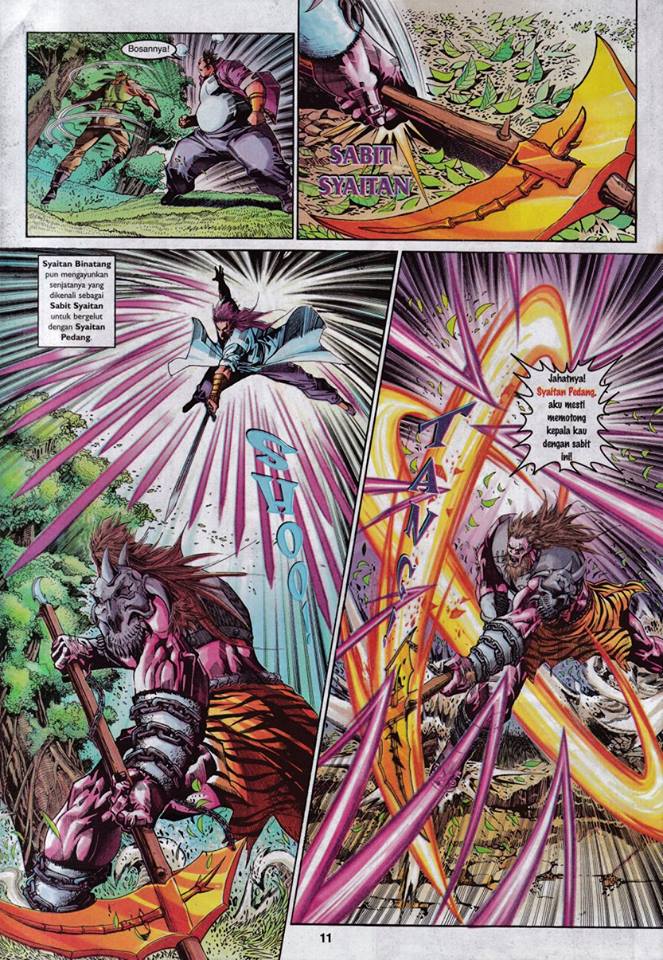 Bosannya!
SABIT
SYAITAN
Syaitan Binatang
pun mengayunkan
senjatanya yang
dikenali sebagai
Sabit Syaitan
untuk bergelut
dengan Syaitan
Pedang.
SHOO
Jahatnya!
Syaitan Pedang,
aku mesti
memotong
kepala kau
dengan sabit
ini!
TANG
11